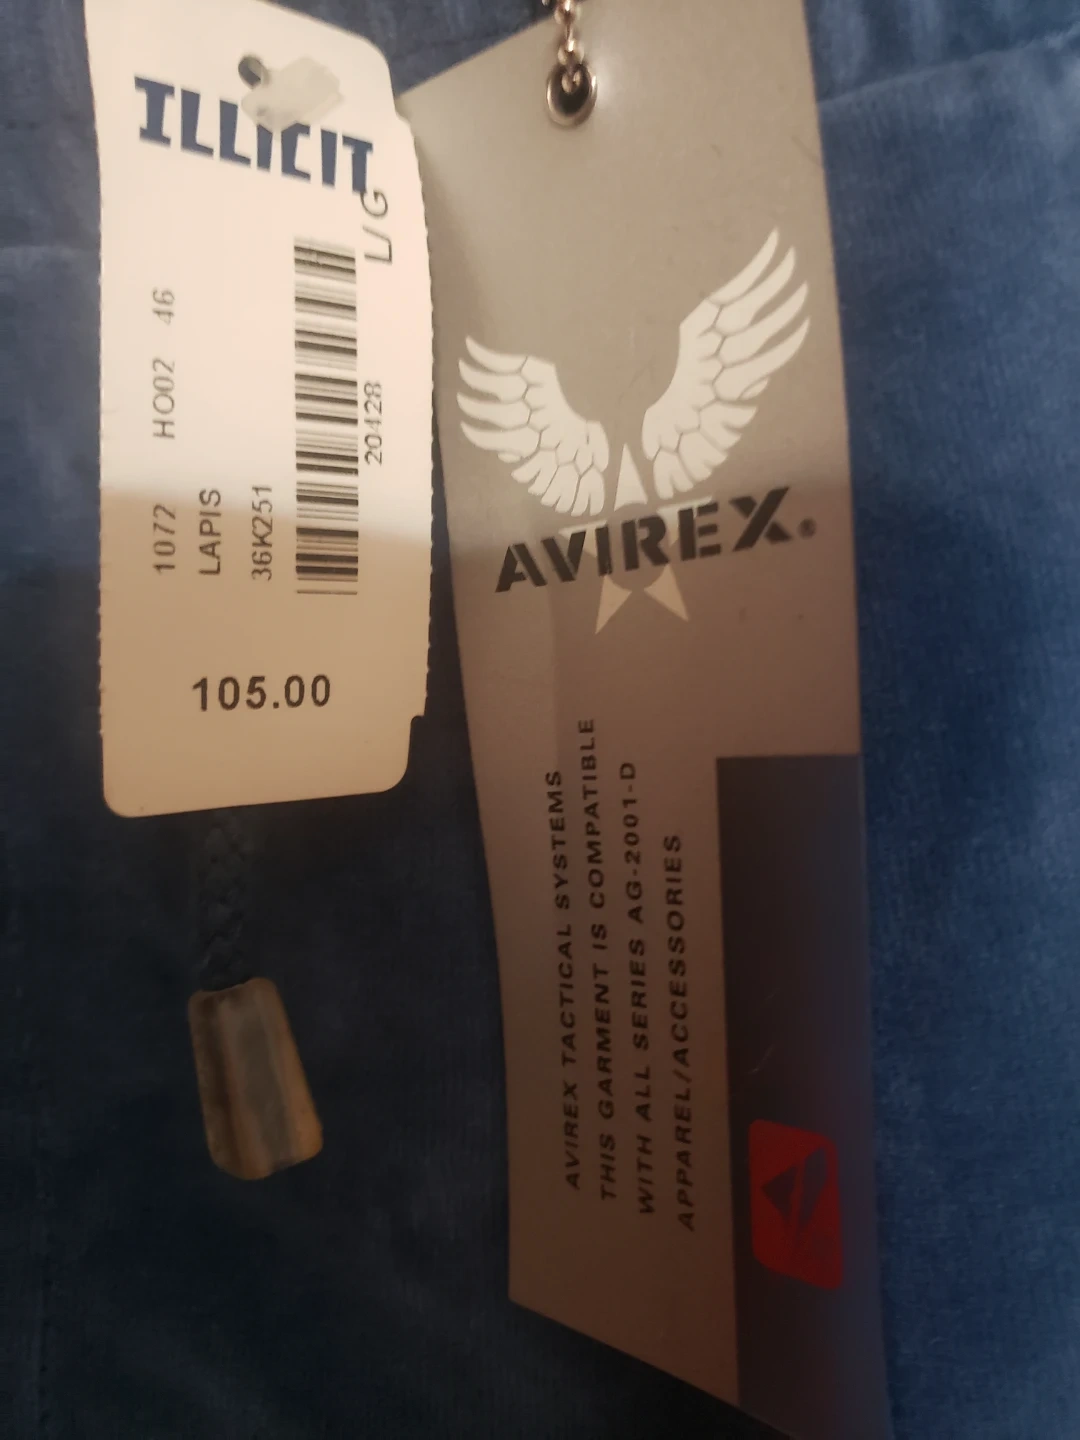 ILLICIT
L/G
1072 HO02 46
LAPIS
36K251
20428
105.00
AVIREX®
AVIREX TACTICAL SYSTEMS
THIS GARMENT IS COMPATIBLE
WITH ALL SERIES AG-2001-D
APPAREL/ACCESSORIES